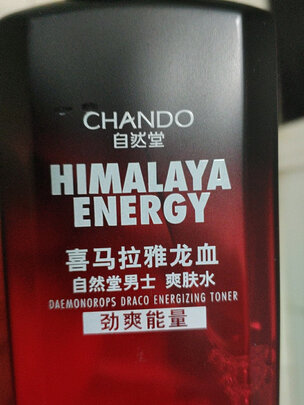 CHANDO
自然堂
HIMALAYA
ENERGY
喜马拉雅龙血
自然堂男士 爽肤水
DAEMONOROPS DRACO ENERGIZING TONER
劲爽能量